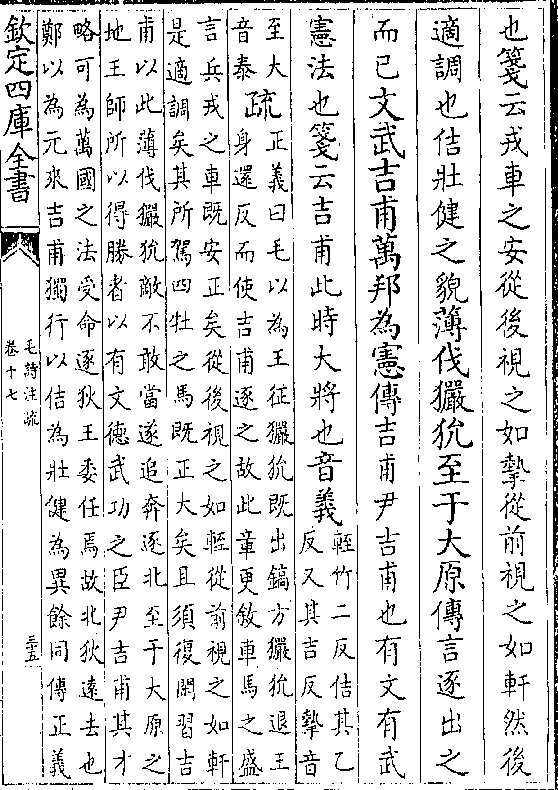 也箋云戎車之安從後視之如摯從前視之如軒然後
適調也佶壯健之貌薄伐玁狁至于大原傳言逐出之
而已文武吉甫萬邦為憲傳吉甫尹吉甫也有文有武
憲法也箋云吉甫此時大將也音義
輊竹二反佶其乙
反又其吉反摯音
至大
音泰
疏
正義曰毛以為王征玁狁既出鎬方玁狁退王
身還反而使吉甫逐之故此章更敘車馬之盛
言兵戎之車既安正矣從後視之如輊從前視之如軒
是適調矣其所駕四牡之馬既正大矣且須復閑習吉
甫以此薄伐玁狁敵不敢當遂追奔逐北至于大原之
地王師所以得勝者以有文德武功之臣尹吉甫其才
略可為萬國之法受命逐狄王委任焉故北狄遠去也
鄭以為元來吉甫獨行以佶為壯健為異餘同傳正義
欽定四庫全書
毛詩注疏
卷十七
三五